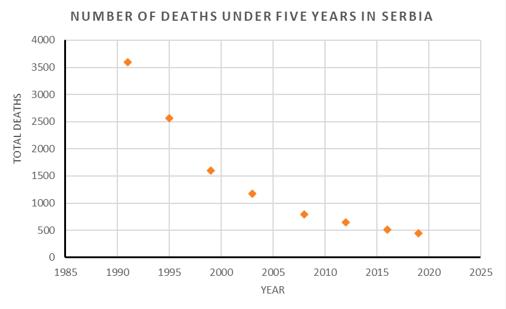 NUMBER OF DEATHS UNDER FIVE YEARS IN SERBIA
4000
3500
3000
2500
2000
1500
1000
500
0
TOTAL DEATHS
1985 1990 1995 2000 2005 2010 2015 2020 2025
YEAR